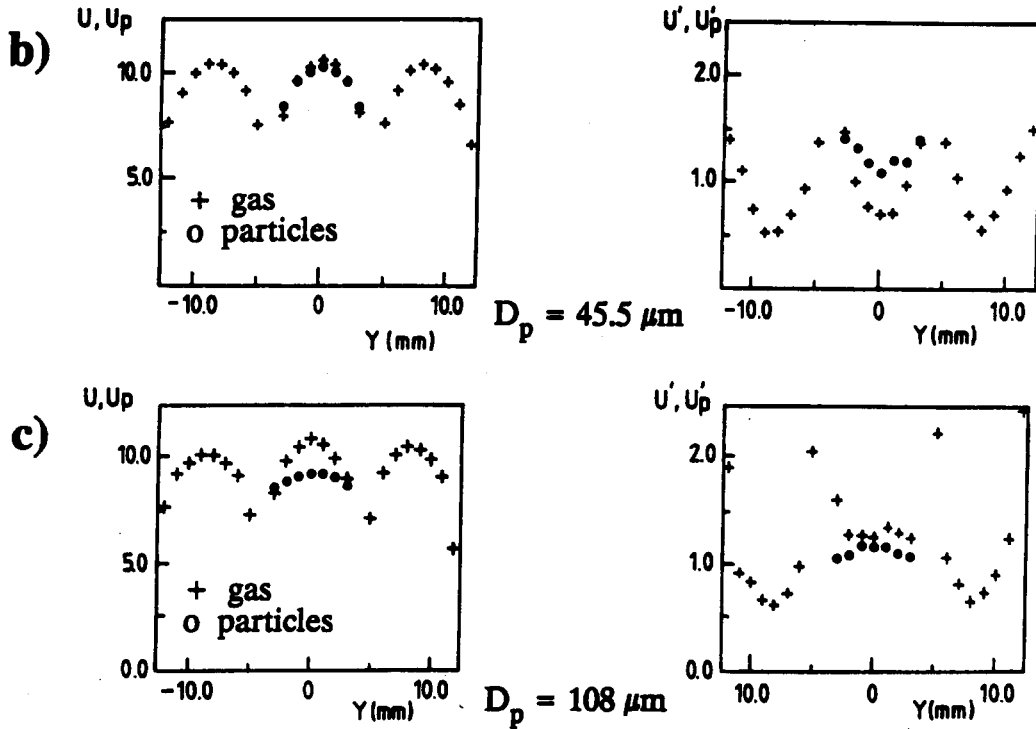 b)
U, Up
10.0
5.0
+ gas
o particles
-10.0 0 10.0
Y (mm)
U', U'p
2.0
1.0
-10.0 0 10.0
Y (mm)
Dp = 45.5 μm
c)
U, Up
10.0
5.0
0.0
+ gas
o particles
-10.0 0 10.0
Y (mm)
U', U'p
2.0
1.0
0.0
10.0 0 10.0
Y (mm)
Dp = 108 μm